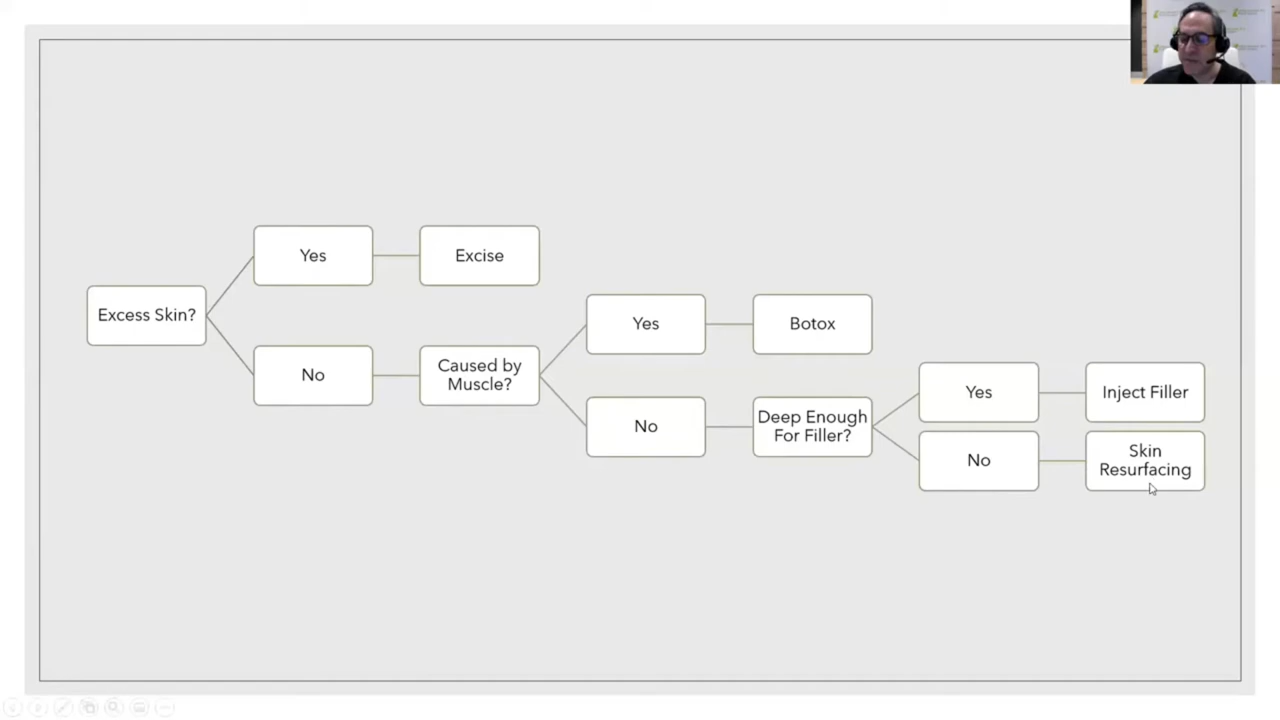 Excess Skin?
Yes
Excise
No
Caused by
Muscle?
Yes
Botox
No
Deep Enough
For Filler?
Yes
Inject Filler
No
Skin
Resurfacing